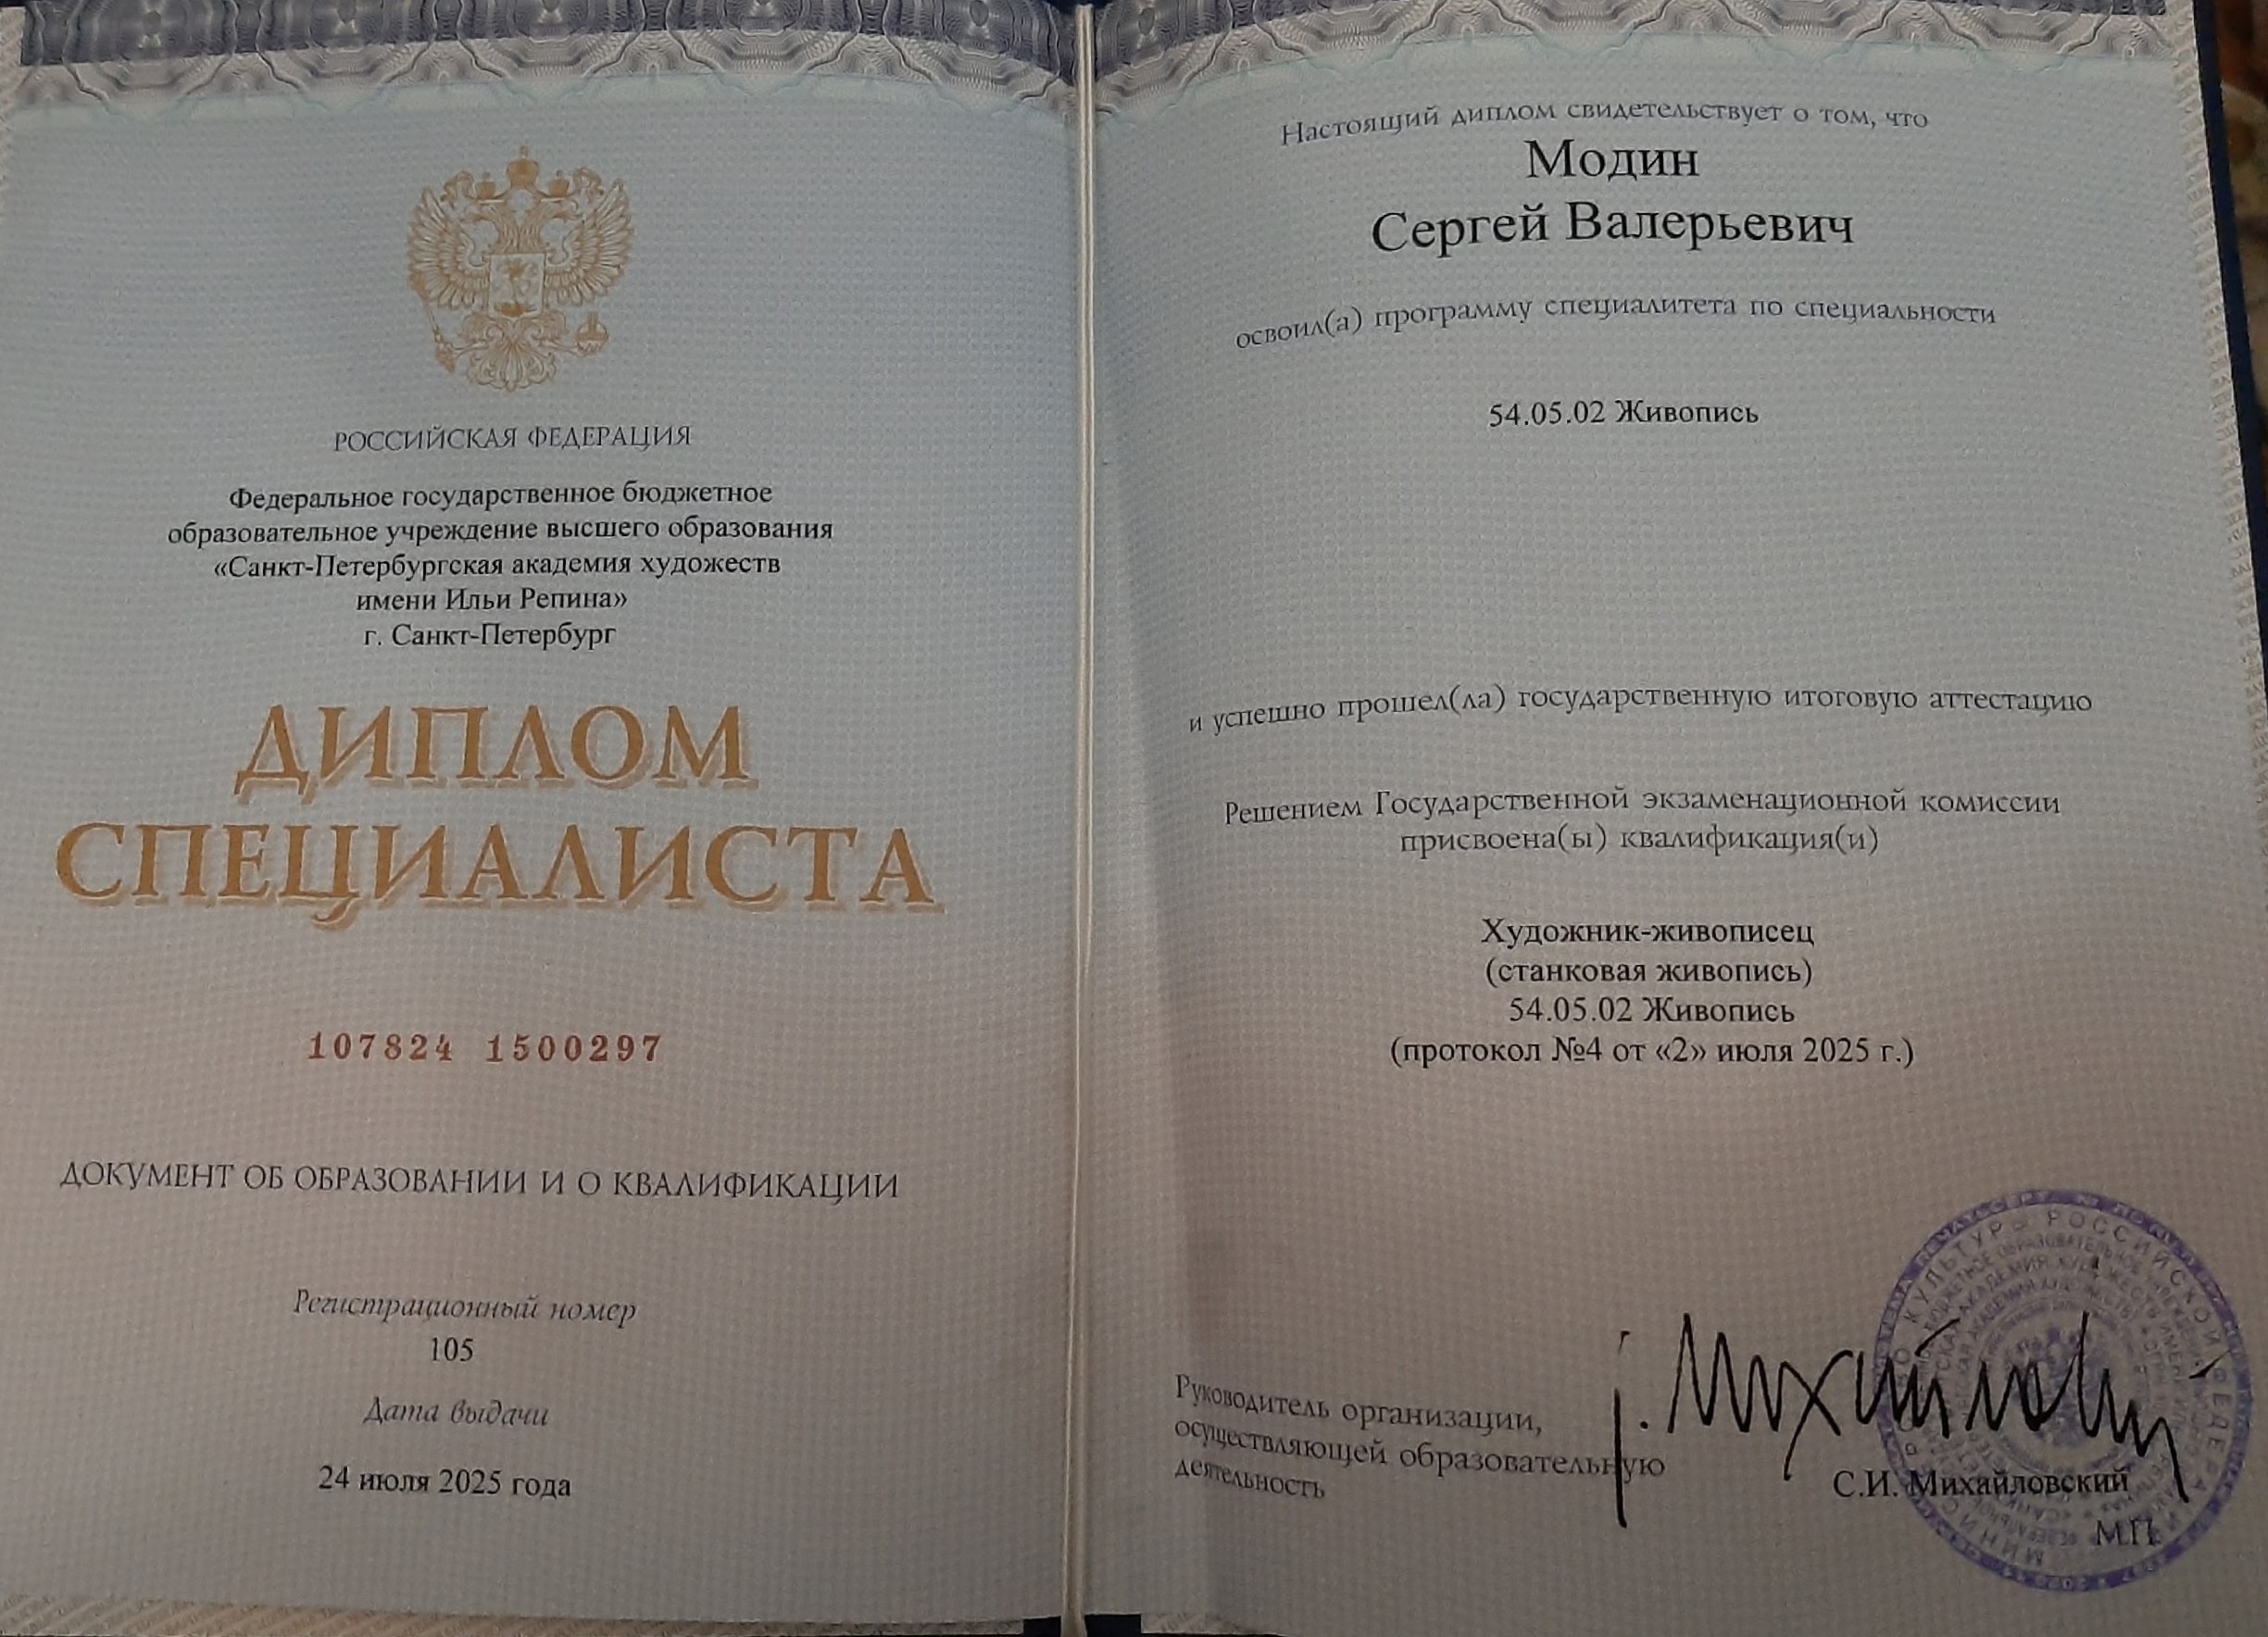 РОССИЙСКАЯ ФЕДЕРАЦИЯ
Федеральное государственное бюджетное
образовательное учреждение высшего образования
«Санкт-Петербургская академия художеств
имени Ильи Репина»
г. Санкт-Петербург
ДИПЛОМ
СПЕЦИАЛИСТА
107824 1500297
ДОКУМЕНТ ОБ ОБРАЗОВАНИИ И О КВАЛИФИКАЦИИ
Регистрационный номер
105
Дата выдачи
24 июля 2025 года
Настоящий диплом свидетельствует о том, что
Модин
Сергей Валерьевич
освоил(а) программу специалитета по специальности
54.05.02 Живопись
и успешно прошел(ла) государственную итоговую аттестацию
Решением Государственной экзаменационной комиссии
присвоена(ы) квалификация(и)
Художник-живописец
(станковая живопись)
54.05.02 Живопись
(протокол №4 от «2» июля 2025 г.)
Руководитель организации,
осуществляющей образовательную
деятельность
С.И. Михайловский
М.П.